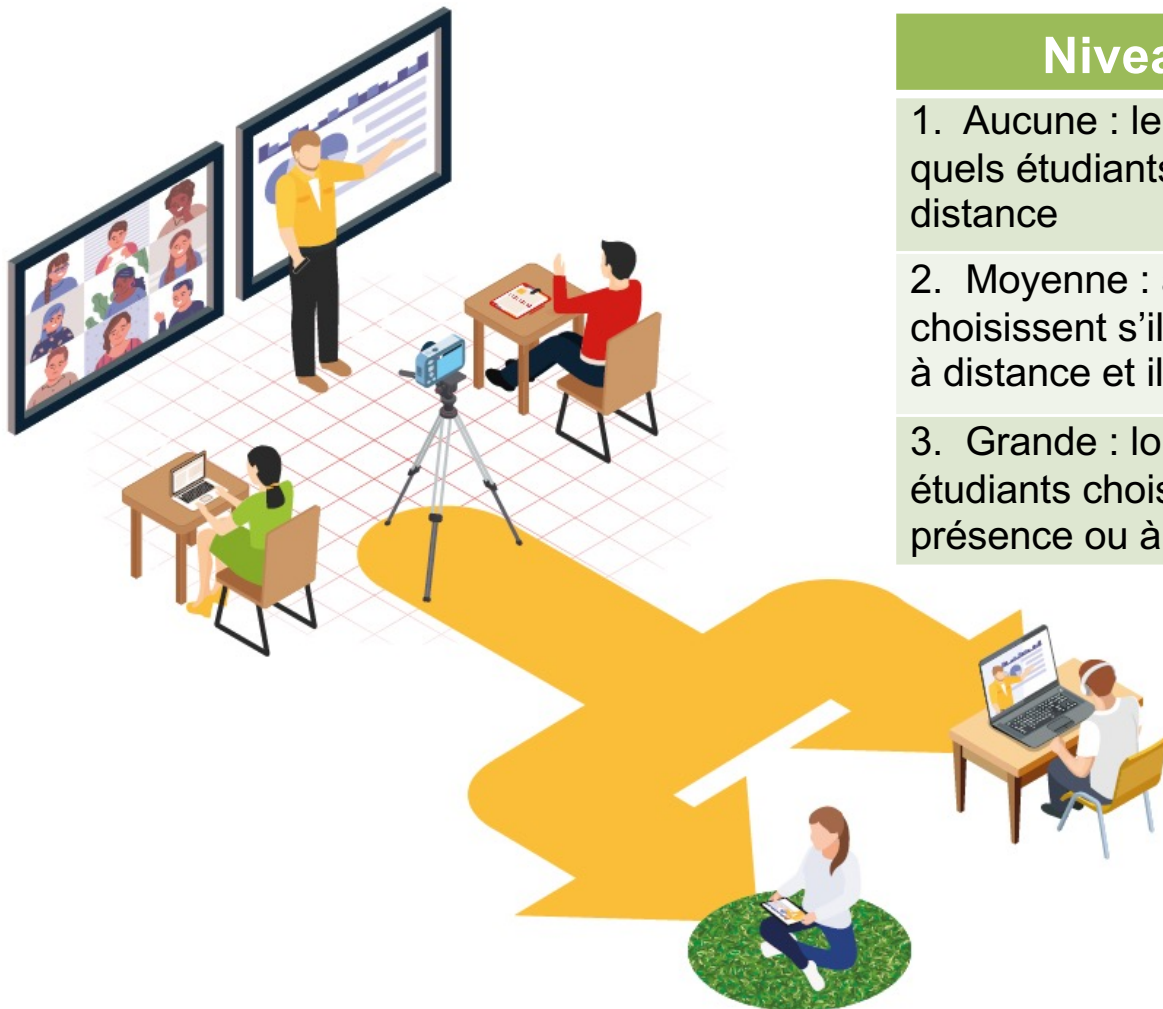 Nivea
1. Aucune : le
quels étudiants
distance
2. Moyenne :
choisissent s’il
à distance et il
3. Grande : lo
étudiants chois
présence ou à